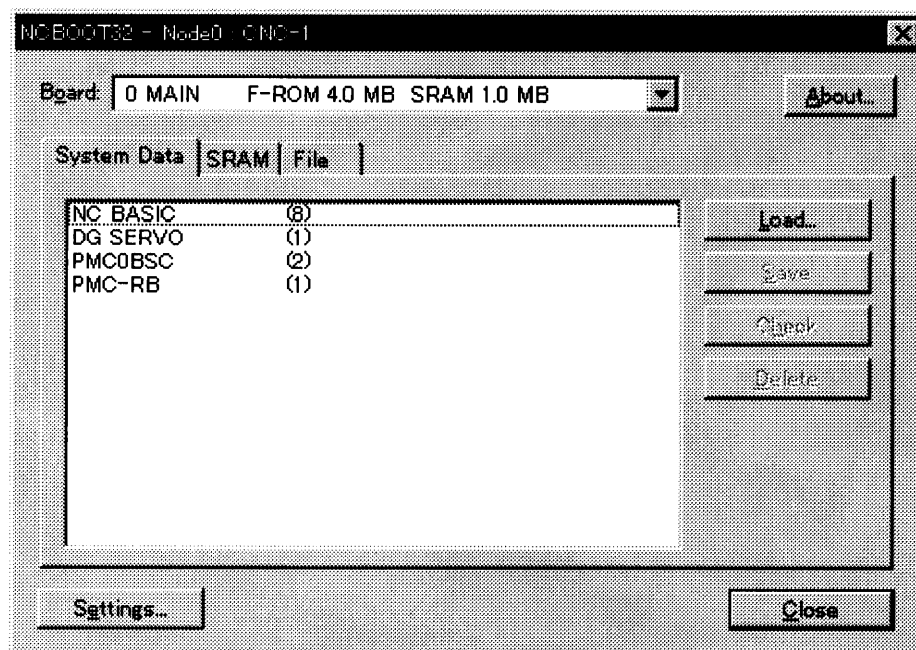 NCBOOT32 - Node0 : CNC-1
Board: 0 MAIN F-ROM 4.0 MB SRAM 1.0 MB About...
System Data SRAM File
NC BASIC (8)
DG SERVO (1)
PMC0BSC (2)
PMC-RB (1)
Load...
Save
Check
Delete
Settings...
Close